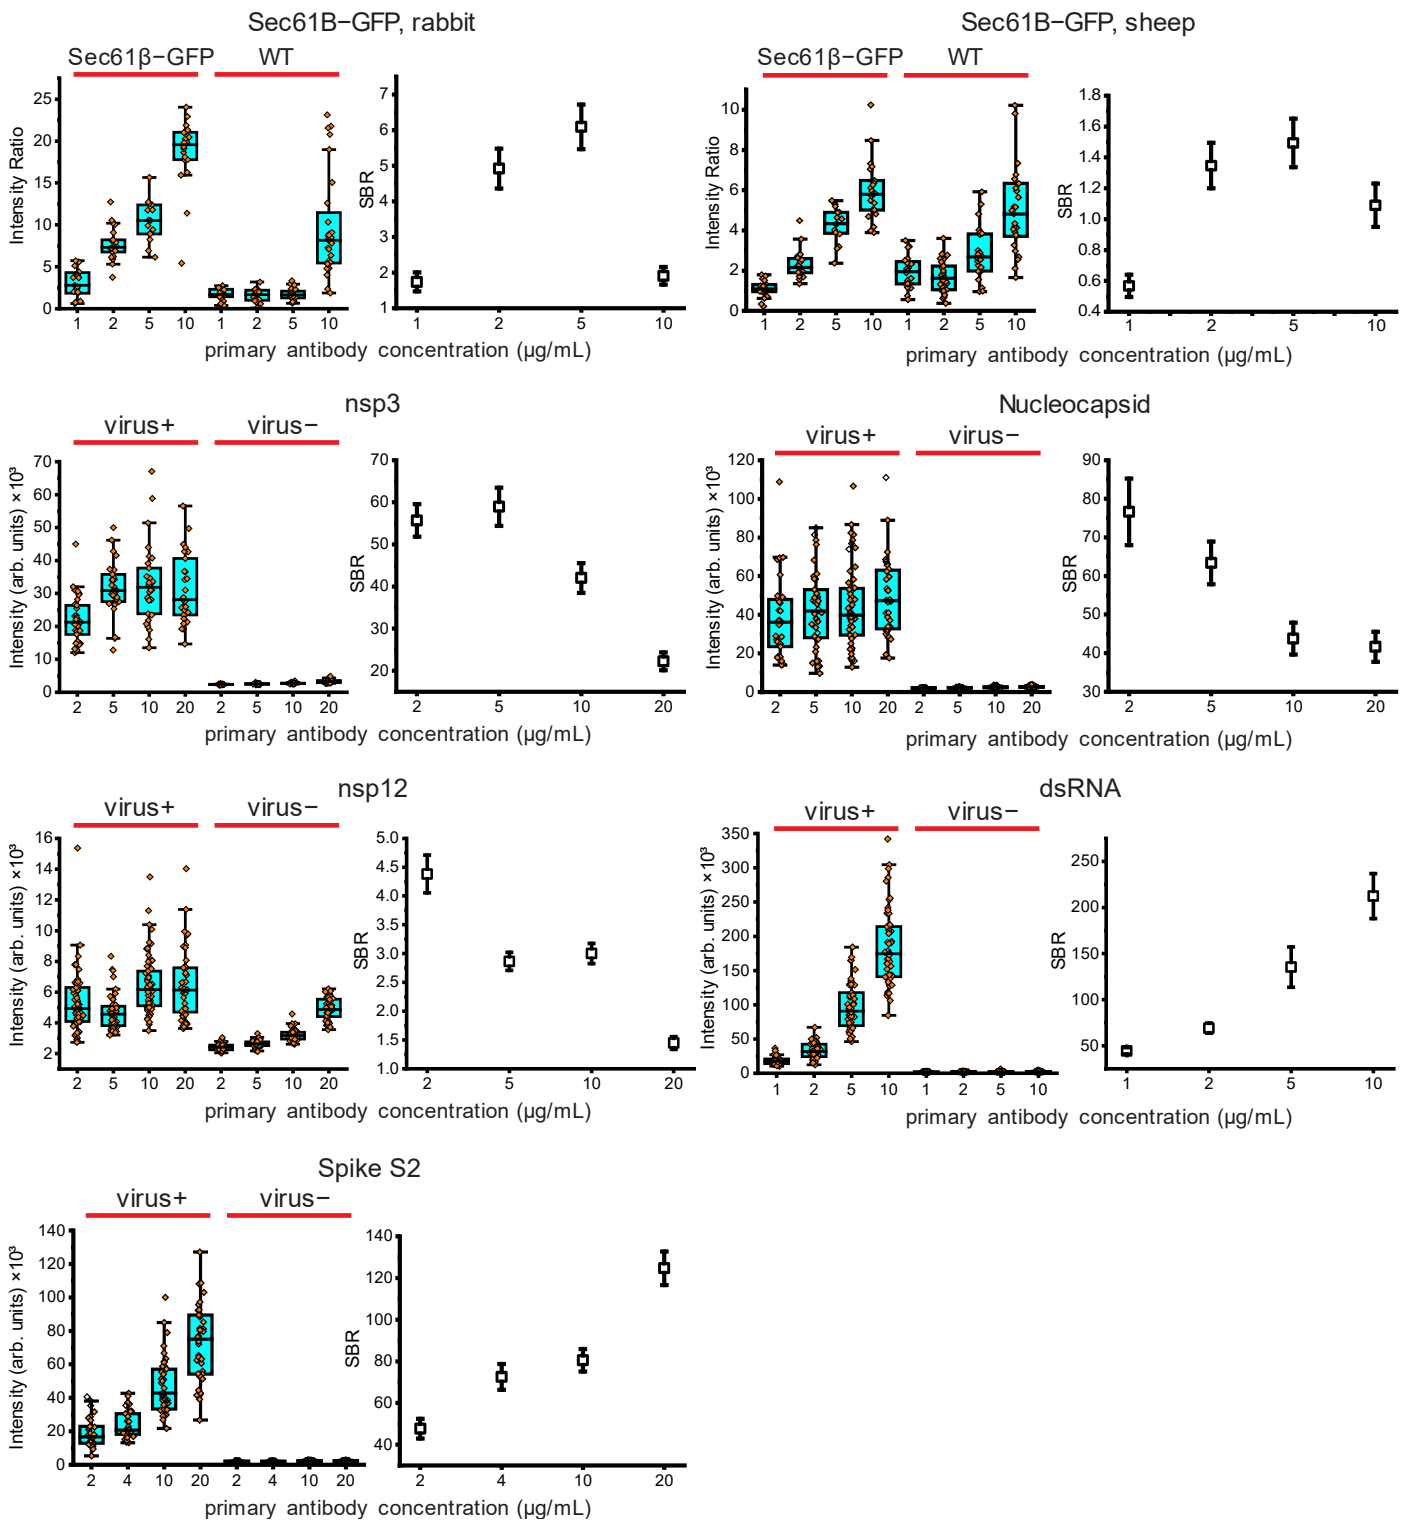 Sec61B−GFP, rabbit
Sec61β−GFP WT
Intensity Ratio
25
20
15
10
5
0
1 2 5 10 1 2 5 10
SBR
7
6
5
4
3
2
1
1 2 5 10
primary antibody concentration (µg/mL)
Sec61B−GFP, sheep
Sec61β−GFP WT
Intensity Ratio
10
8
6
4
2
0
1 2 5 10 1 2 5 10
SBR
1.8
1.6
1.4
1.2
1.0
0.8
0.6
0.4
1 2 5 10
primary antibody concentration (µg/mL)
nsp3
virus+ virus−
Intensity (arb. units) ×10³
70
60
50
40
30
20
10
0
2 5 10 20 2 5 10 20
SBR
70
60
50
40
30
20
2 5 10 20
primary antibody concentration (µg/mL)
Nucleocapsid
virus+ virus−
Intensity (arb. units) ×10³
120
100
80
60
40
20
0
2 5 10 20 2 5 10 20
SBR
90
80
70
60
50
40
30
2 5 10 20
primary antibody concentration (µg/mL)
nsp12
virus+ virus−
Intensity (arb. units) ×10³
16
14
12
10
8
6
4
2
2 5 10 20 2 5 10 20
SBR
5.0
4.5
4.0
3.5
3.0
2.5
2.0
1.5
1.0
2 5 10 20
primary antibody concentration (µg/mL)
dsRNA
virus+ virus−
Intensity (arb. units) ×10³
350
300
250
200
150
100
50
0
1 2 5 10 1 2 5 10
SBR
250
200
150
100
50
1 2 5 10
primary antibody concentration (µg/mL)
Spike S2
virus+ virus−
Intensity (arb. units) ×10³
140
120
100
80
60
40
20
0
2 4 10 20 2 4 10 20
SBR
140
120
100
80
60
40
2 4 10 20
primary antibody concentration (µg/mL)